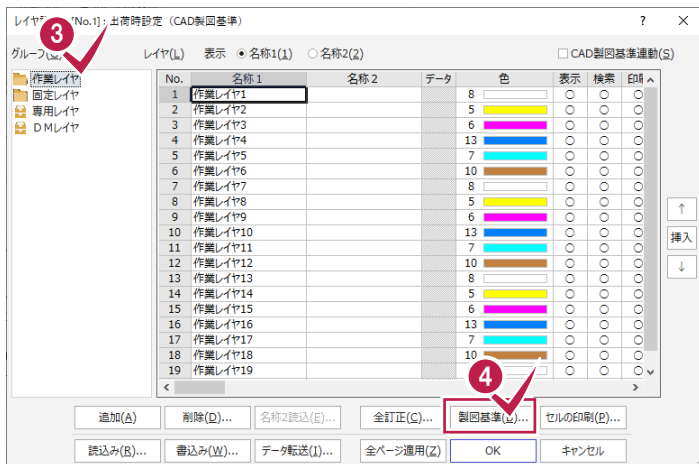 レイヤ [No.1] : 出荷時設定 (CAD製図基準) ? ×
3
グループ レイヤ(L) 表示 名称1(1) 名称2(2) CAD製図基準連動(S)
作業レイヤ
固定レイヤ
専用レイヤ
DMレイヤ
No. 名称 1 名称 2 データ 色 表示 検索 印刷
1 作業レイヤ1 8 ○ ○ ○
2 作業レイヤ2 5 ○ ○ ○
3 作業レイヤ3 6 ○ ○ ○
4 作業レイヤ4 13 ○ ○ ○
5 作業レイヤ5 7 ○ ○ ○
6 作業レイヤ6 10 ○ ○ ○
7 作業レイヤ7 8 ○ ○ ○
8 作業レイヤ8 5 ○ ○ ○
9 作業レイヤ9 6 ○ ○ ○
10 作業レイヤ10 13 ○ ○ ○
11 作業レイヤ11 7 ○ ○ ○
12 作業レイヤ12 10 ○ ○ ○
13 作業レイヤ13 8 ○ ○ ○
14 作業レイヤ14 5 ○ ○ ○
15 作業レイヤ15 6 ○ ○ ○
16 作業レイヤ16 13 ○ ○ ○
17 作業レイヤ17 7 ○ ○ ○
18 作業レイヤ18 10 ○ ○ ○
19 作業レイヤ19 ○ ○ ○
↑
挿入
↓
4
追加(A) 削除(D)... 名称2読込(E)... 全訂正(C)... 製図基準... セルの印刷(P)...
読込み(R)... 書込み(W)... データ転送(I)... 全ページ適用(Z) OK キャンセル